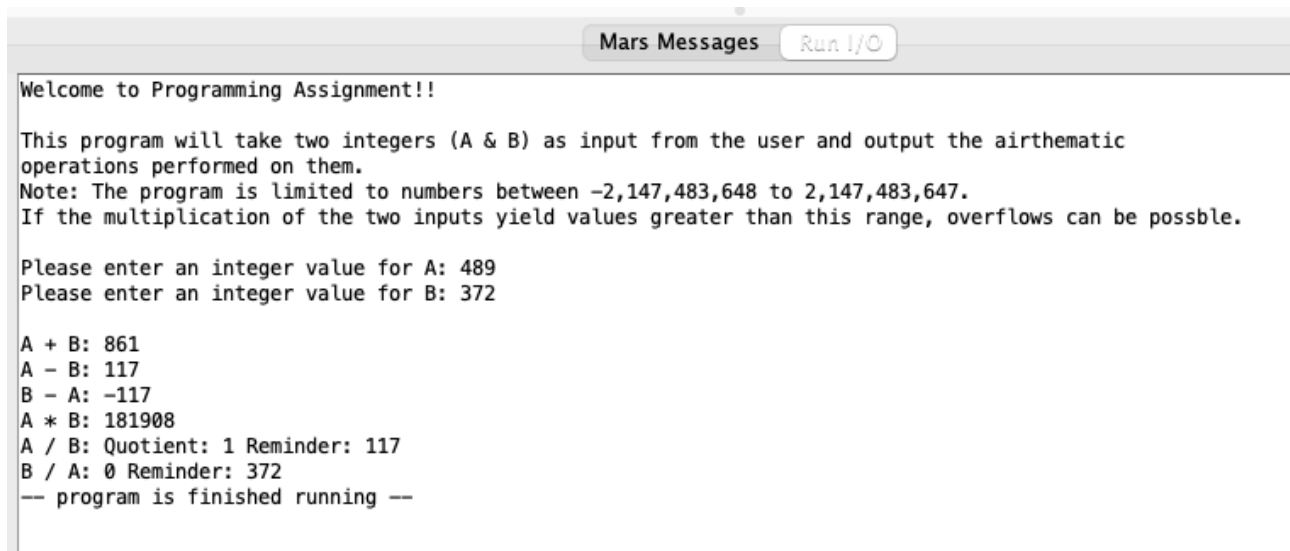 Mars Messages Run I/O
Welcome to Programming Assignment!!
This program will take two integers (A & B) as input from the user and output the airthematic
operations performed on them.
Note: The program is limited to numbers between -2,147,483,648 to 2,147,483,647.
If the multiplication of the two inputs yield values greater than this range, overflows can be possble.
Please enter an integer value for A: 489
Please enter an integer value for B: 372
A + B: 861
A - B: 117
B - A: -117
A * B: 181908
A / B: Quotient: 1 Reminder: 117
B / A: 0 Reminder: 372
-- program is finished running --